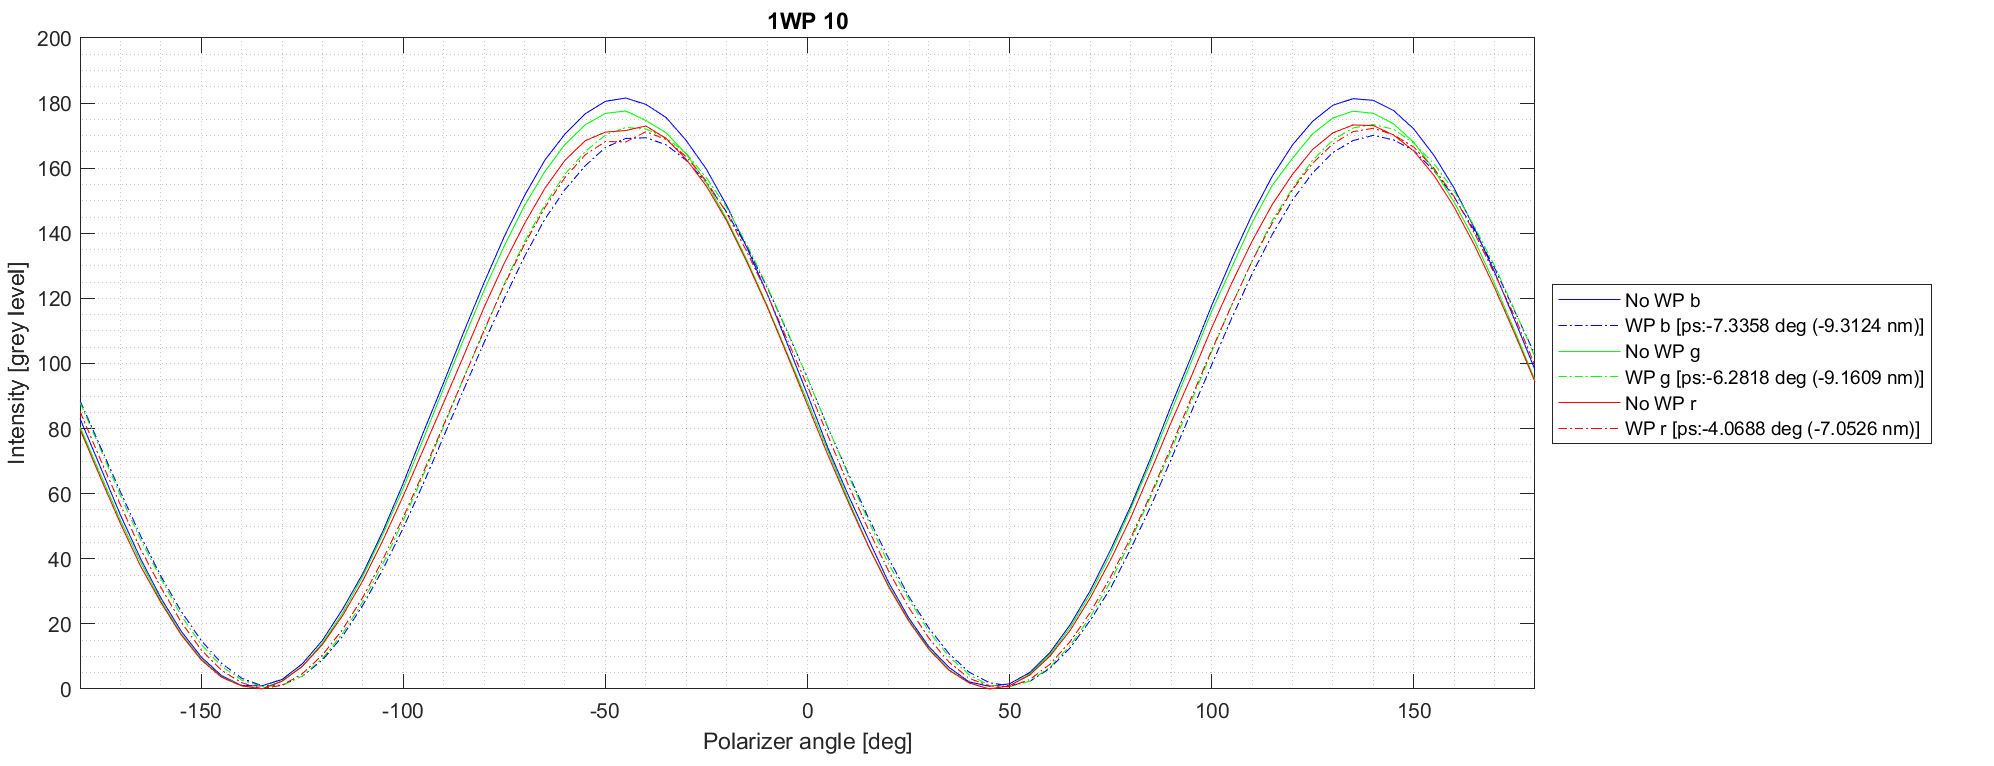 1WP 10
200
180
160
140
120
100
80
60
40
20
0
Intensity [grey level]
-150
-100
-50
0
50
100
150
Polarizer angle [deg]
No WP b
WP b [ps:-7.3358 deg (-9.3124 nm)]
No WP g
WP g [ps:-6.2818 deg (-9.1609 nm)]
No WP r
WP r [ps:-4.0688 deg (-7.0526 nm)]